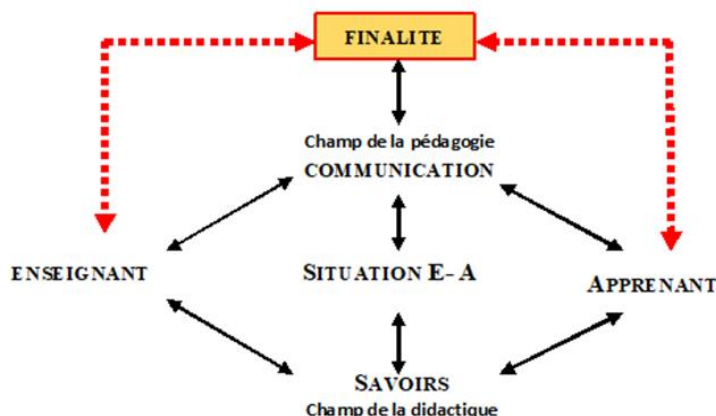 FINALITE
Champ de la pédagogie
COMMUNICATION
ENSEIGNANT
SITUATION E- A
APPRENANT
SAVOIRS
Champ de la didactique